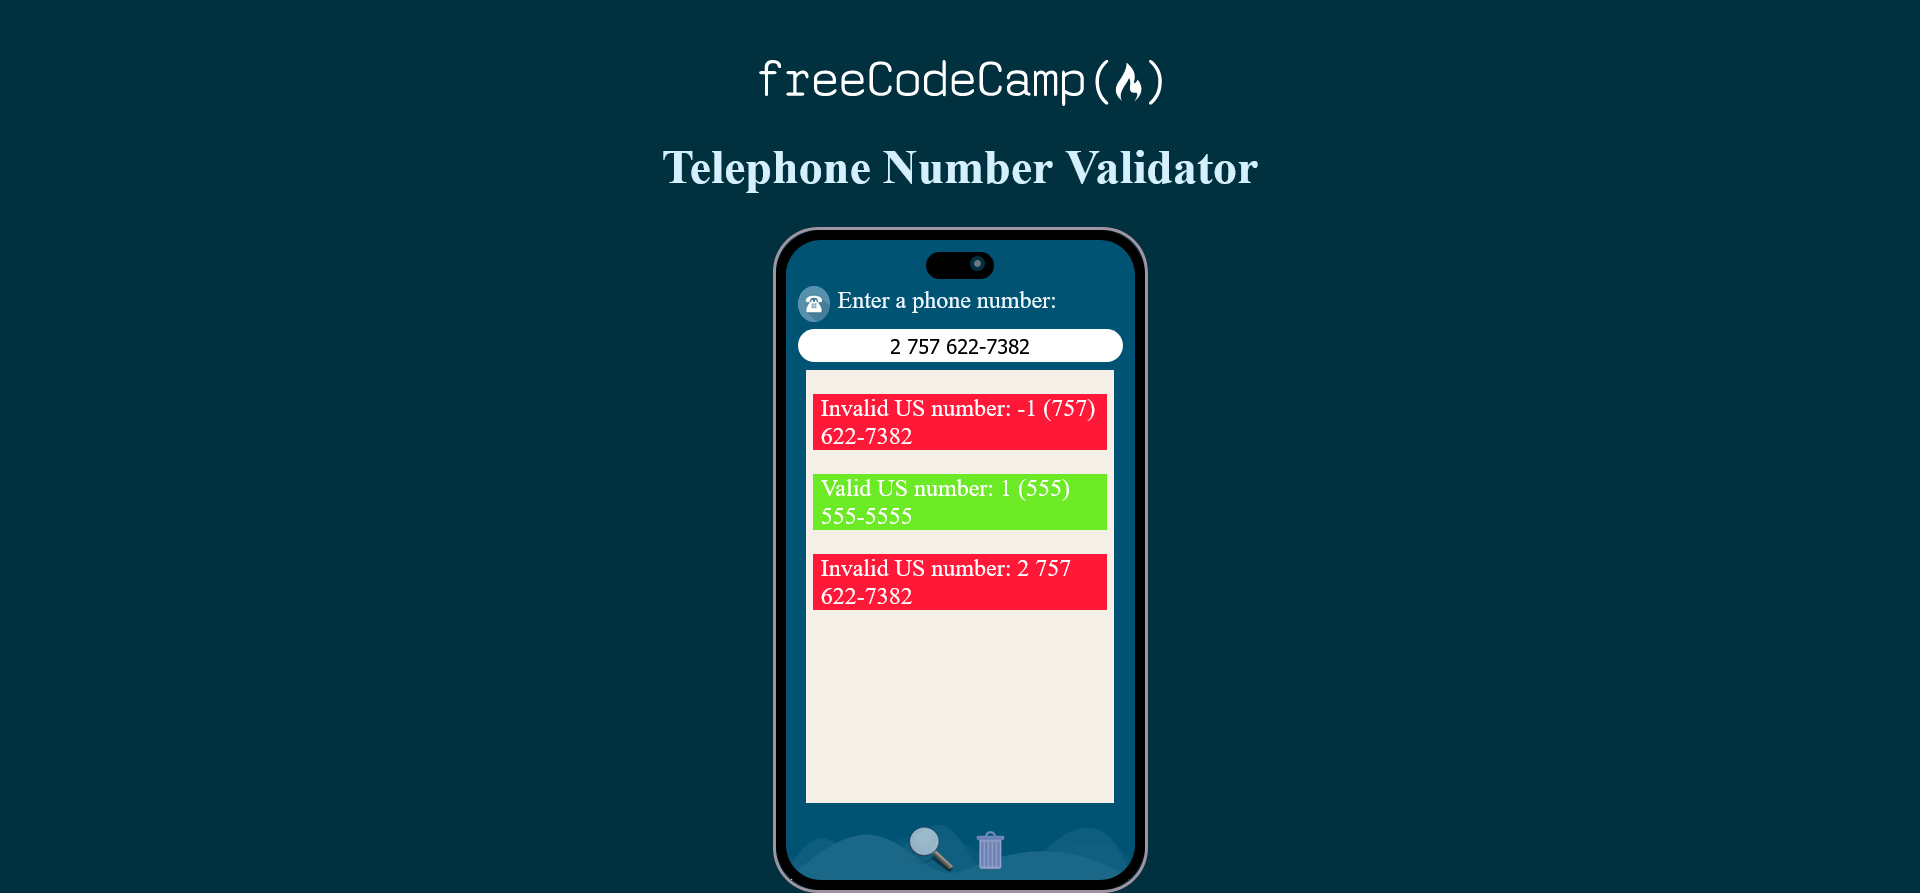 freeCodeCamp(🔥)
Telephone Number Validator
Enter a phone number:
2 757 622-7382
Invalid US number: -1 (757)
622-7382
Valid US number: 1 (555)
555-5555
Invalid US number: 2 757
622-7382